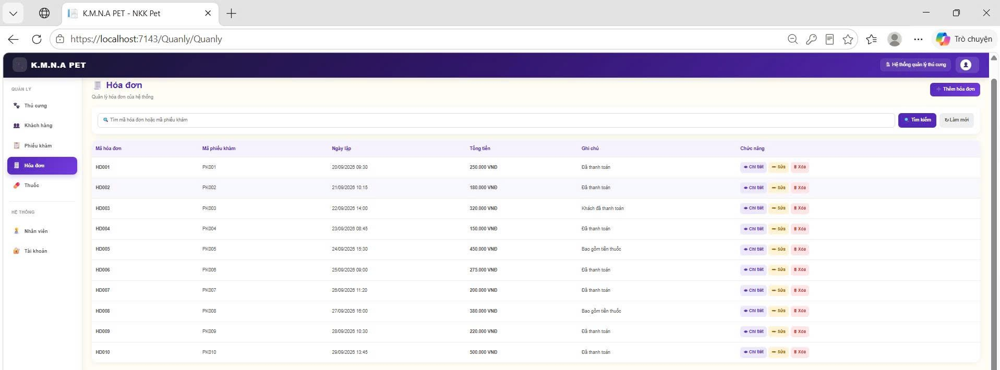 K.M.N.A PET - NKK Pet
https://localhost:7143/Quanly/Quanly
Trò chuyện
K.M.N.A PET
Hệ thống quản lý thú cưng
QUẢN LÝ
Thú cưng
Khách hàng
Phiếu khám
Hóa đơn
Thuốc
HỆ THỐNG
Nhân viên
Tài khoản
Hóa đơn
Quản lý hóa đơn của hệ thống
Thêm hóa đơn
Tìm mã hóa đơn hoặc mã phiếu khám
Tìm kiếm
Làm mới
Mã hóa đơn Mã phiếu khám Ngày lập Tổng tiền Ghi chú Chức năng
HD001 PK001 20/09/2026 09:30 250.000 VNĐ Đã thanh toán Chi tiết Sửa Xóa
HD002 PK002 21/09/2026 10:15 180.000 VNĐ Đã thanh toán Chi tiết Sửa Xóa
HD003 PK003 22/09/2026 14:00 320.000 VNĐ Khách đã thanh toán Chi tiết Sửa Xóa
HD004 PK004 23/09/2026 08:45 150.000 VNĐ Đã thanh toán Chi tiết Sửa Xóa
HD005 PK005 24/09/2026 15:30 450.000 VNĐ Bao gồm tiền thuốc Chi tiết Sửa Xóa
HD006 PK006 25/09/2026 09:00 275.000 VNĐ Đã thanh toán Chi tiết Sửa Xóa
HD007 PK007 26/09/2026 11:20 200.000 VNĐ Đã thanh toán Chi tiết Sửa Xóa
HD008 PK008 27/09/2026 16:00 380.000 VNĐ Bao gồm tiền thuốc Chi tiết Sửa Xóa
HD009 PK009 28/09/2026 10:30 220.000 VNĐ Đã thanh toán Chi tiết Sửa Xóa
HD010 PK010 29/09/2026 13:45 500.000 VNĐ Đã thanh toán Chi tiết Sửa Xóa